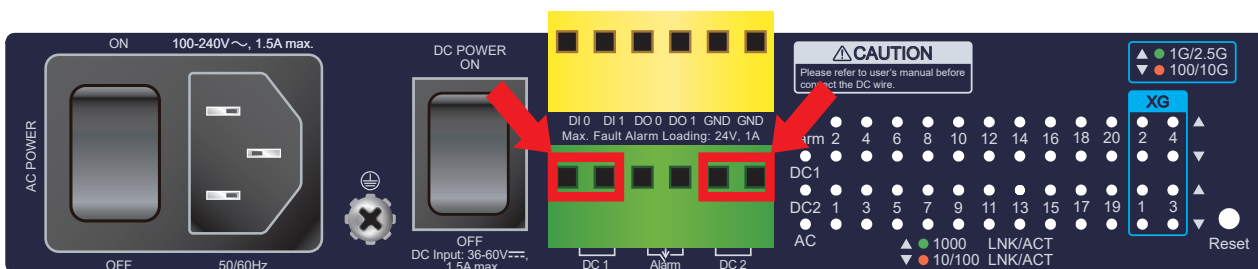 ON
100-240V～, 1.5A max.
AC POWER
OFF
50/60Hz
DC POWER
ON
OFF
DC Input: 36-60V⎓,
1.5A max
DI 0 DI 1 DO 0 DO 1 GND GND
Max. Fault Alarm Loading: 24V, 1A
DC 1 Alarm DC 2
⚠CAUTION
Please refer to user's manual before
connect the DC wire.
▲ ● 1G/2.5G
▼ ● 100/10G
XG
2 4 6 8 10 12 14 16 18 20 2 4 ▲
DC1 ▼
DC2 1 3 5 7 9 11 13 15 17 19 1 3 ▲
AC ▼
▲ ● 1000 LNK/ACT
▼ ● 10/100 LNK/ACT
Reset